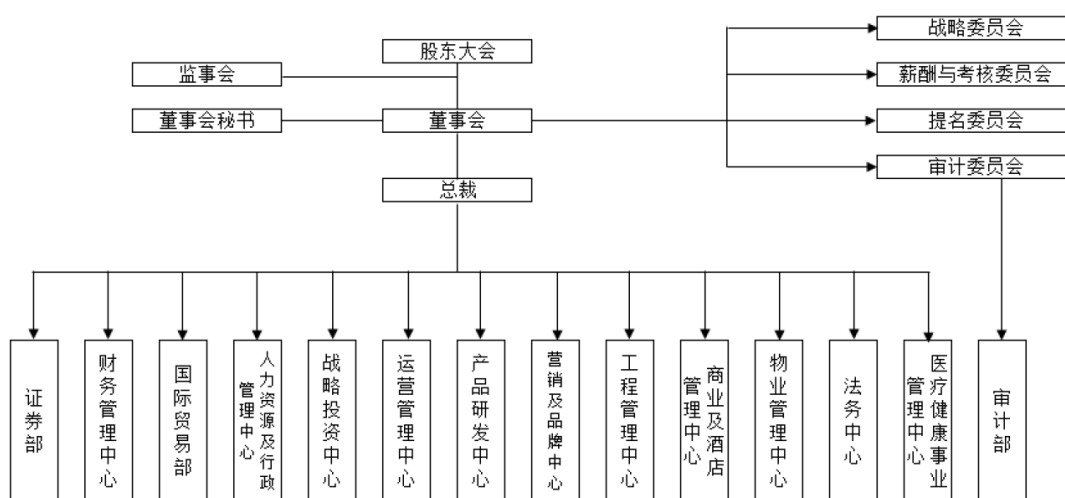 股东大会
监事会
董事会秘书
董事会
总裁
战略委员会
薪酬与考核委员会
提名委员会
审计委员会
证券部
财务管理中心
国际贸易部
人力资源及行政
管理中心
战略投资中心
运营管理中心
产品研发中心
营销及品牌中心
工程管理中心
商业及酒店
管理中心
物业管理中心
法务中心
医疗健康事业
管理中心
审计部